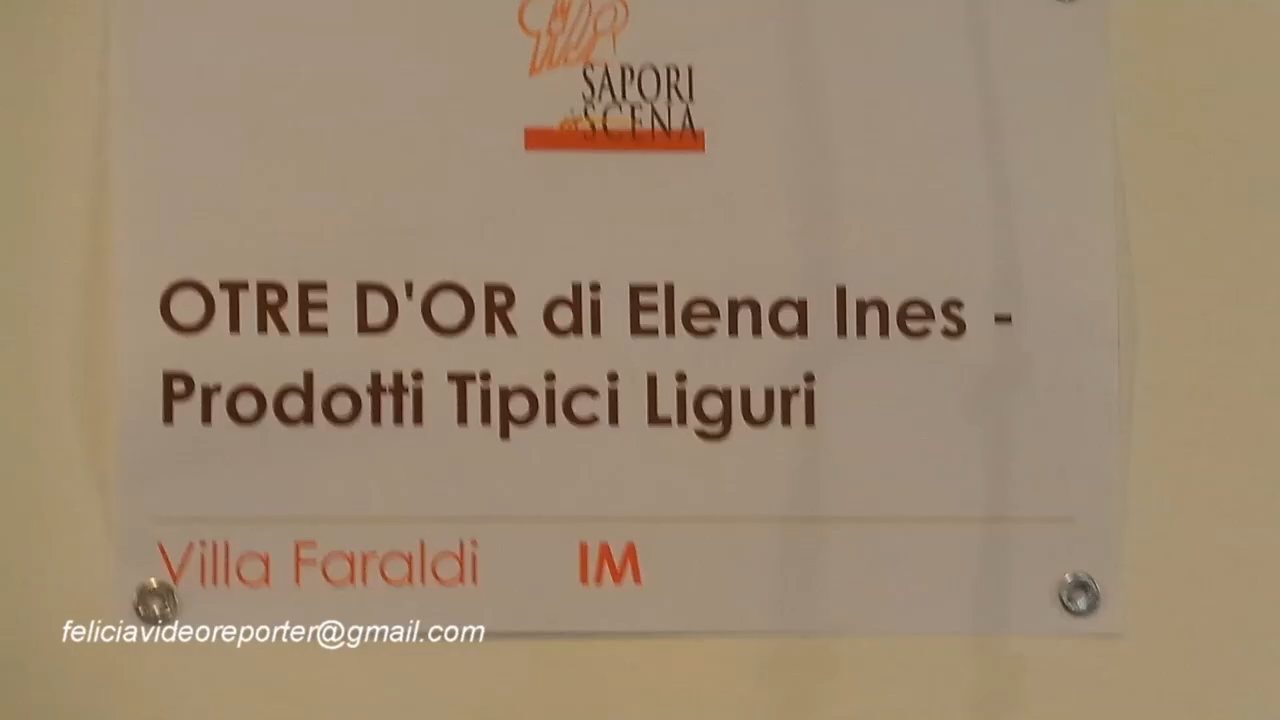 SAPORI
SCENA
OTRE D'OR di Elena Ines -
Prodotti Tipici Liguri
Villa Faraldi IM
feliciavideoreporter@gmail.com